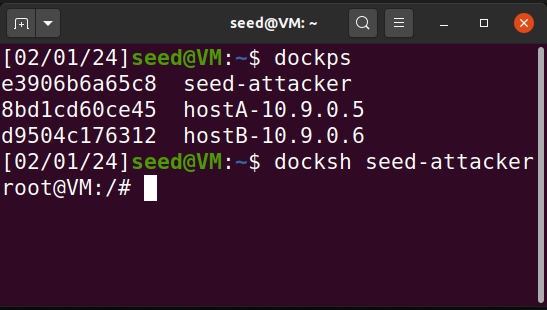 seed@VM: ~
[02/01/24]seed@VM:~$ dockps
e3906b6a65c8  seed-attacker
8bd1cd60ce45  hostA-10.9.0.5
d9504c176312  hostB-10.9.0.6
[02/01/24]seed@VM:~$ docksh seed-attacker
root@VM:/#